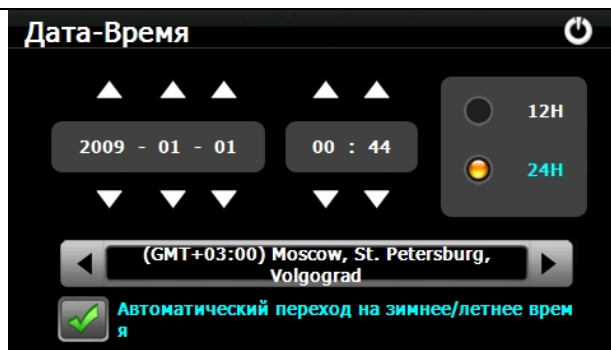 Дата-Время
12H
2009 - 01 - 01
00 : 44
24H
(GMT+03:00) Moscow, St. Petersburg,
Volgograd
Автоматический переход на зимнее/летнее врем
я